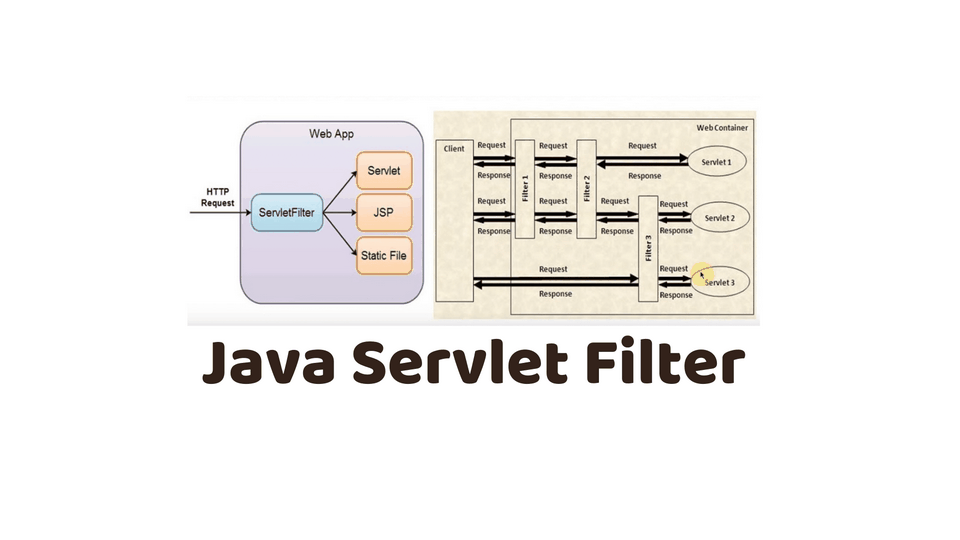 Web App
HTTP
Request
ServletFilter
Servlet
JSP
Static File
Web Container
Client
Request
Request
Request
Response
Response
Response
Filter 1
Filter 2
Servlet 1
Request
Request
Request
Request
Response
Response
Response
Response
Servlet 2
Filter 3
Request
Request
Response
Response
Servlet 3
Java Servlet Filter